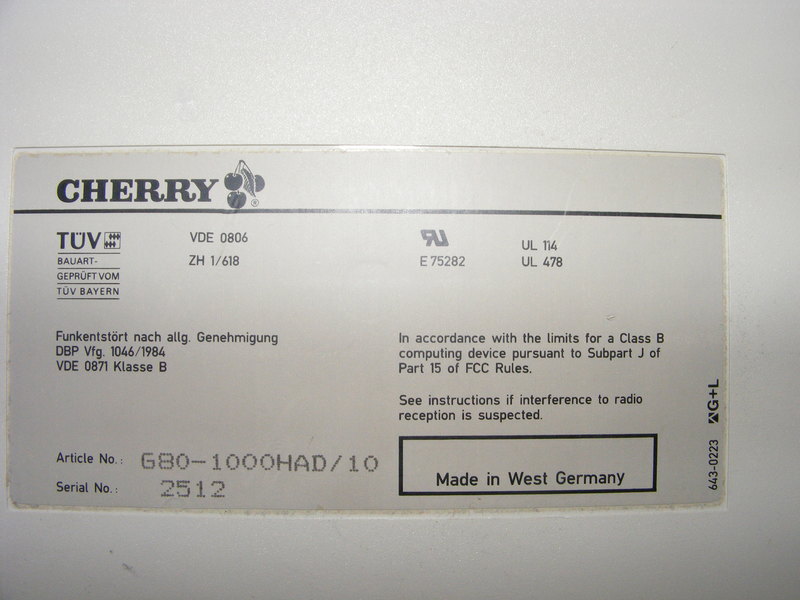 CHERRY ®
TÜV
BAUART-
GEPRÜFT VOM
TÜV BAYERN
VDE 0806
ZH 1/618
RU
E 75282
UL 114
UL 478
Funkentstört nach allg. Genehmigung
DBP Vfg. 1046/1984
VDE 0871 Klasse B
In accordance with the limits for a Class B
computing device pursuant to Subpart J of
Part 15 of FCC Rules.
See instructions if interference to radio
reception is suspected.
Article No.: G80-1000HAD/10
Serial No.: 2512
Made in West Germany
643-0223 G+L